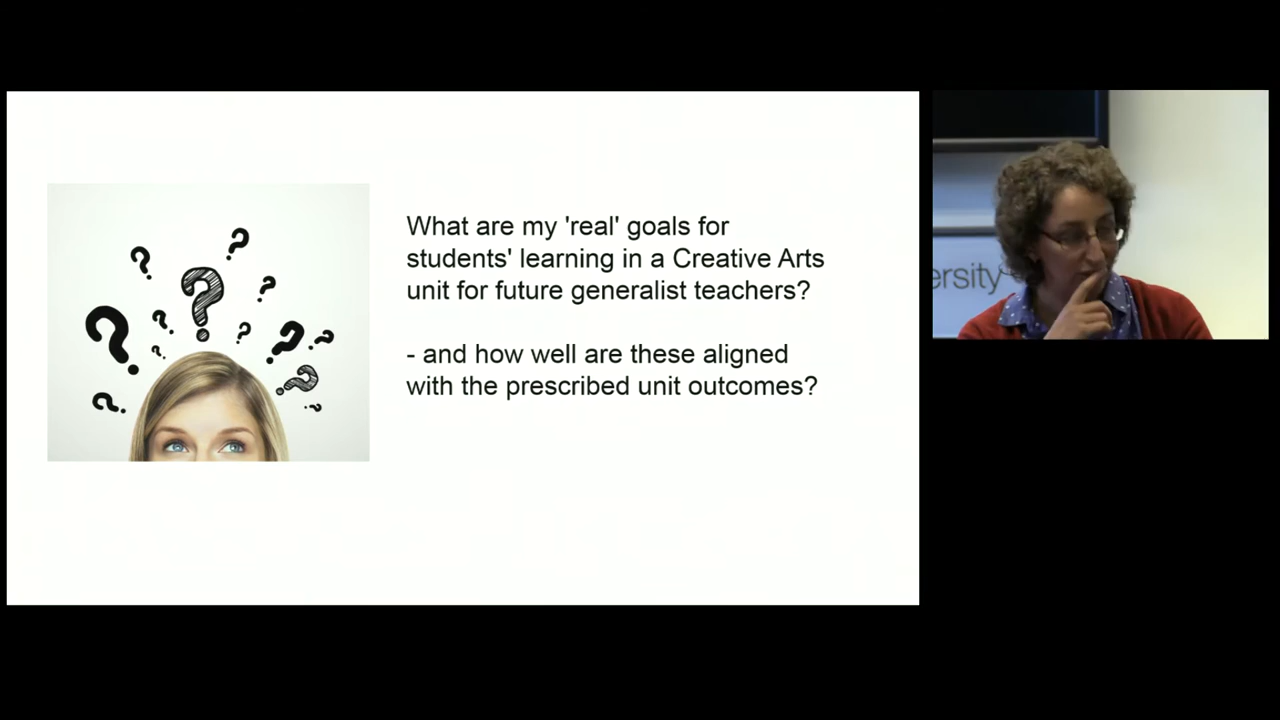 What are my 'real' goals for
students' learning in a Creative Arts
unit for future generalist teachers?
- and how well are these aligned
with the prescribed unit outcomes?
ersity